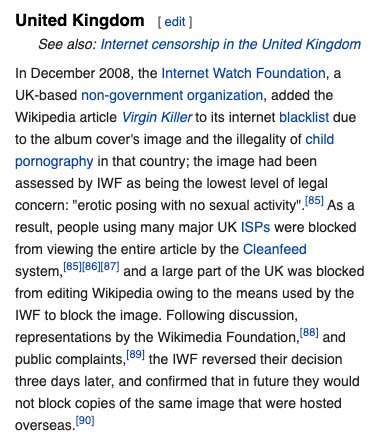 United Kingdom [ edit ]
See also: Internet censorship in the United Kingdom
In December 2008, the Internet Watch Foundation, a
UK-based non-government organization, added the
Wikipedia article Virgin Killer to its internet blacklist due
to the album cover's image and the illegality of child
pornography in that country; the image had been
assessed by IWF as being the lowest level of legal
concern: "erotic posing with no sexual activity".[85] As a
result, people using many major UK ISPs were blocked
from viewing the entire article by the Cleanfeed
system,[85][86][87] and a large part of the UK was blocked
from editing Wikipedia owing to the means used by the
IWF to block the image. Following discussion,
representations by the Wikimedia Foundation,[88] and
public complaints,[89] the IWF reversed their decision
three days later, and confirmed that in future they would
not block copies of the same image that were hosted
overseas.[90]